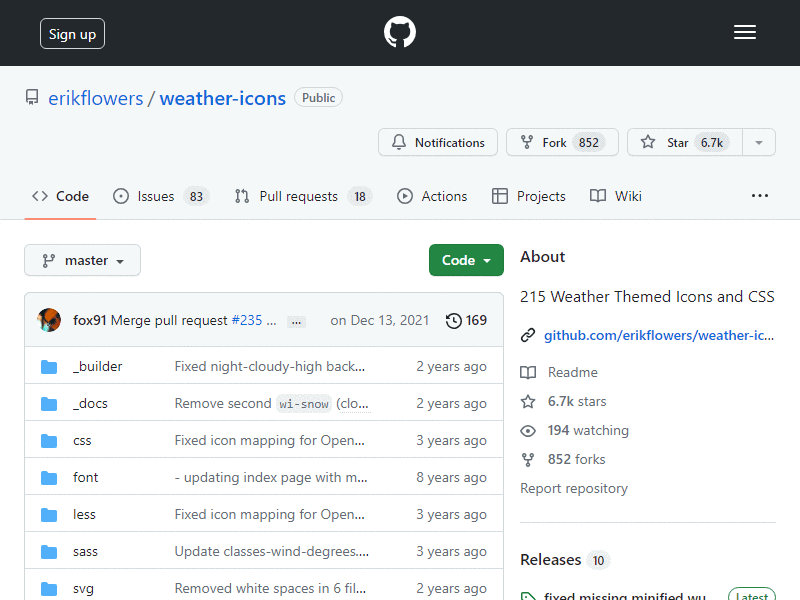 Sign up
erikflowers / weather-icons Public
Notifications Fork 852 Star 6.7k
Code Issues 83 Pull requests 18 Actions Projects Wiki ...
master Code
fox91 Merge pull request #235 ... ... on Dec 13, 2021 169
_builder Fixed night-cloudy-high back... 2 years ago
_docs Remove second wi-snow (clo... 2 years ago
css Fixed icon mapping for Open... 3 years ago
font - updating index page with m... 8 years ago
less Fixed icon mapping for Open... 3 years ago
sass Update classes-wind-degrees.... 3 years ago
svg Removed white spaces in 6 fil... 2 years ago
About
215 Weather Themed Icons and CSS
github.com/erikflowers/weather-ic...
Readme
6.7k stars
194 watching
852 forks
Report repository
Releases 10
fixed missing minified wu... Latest